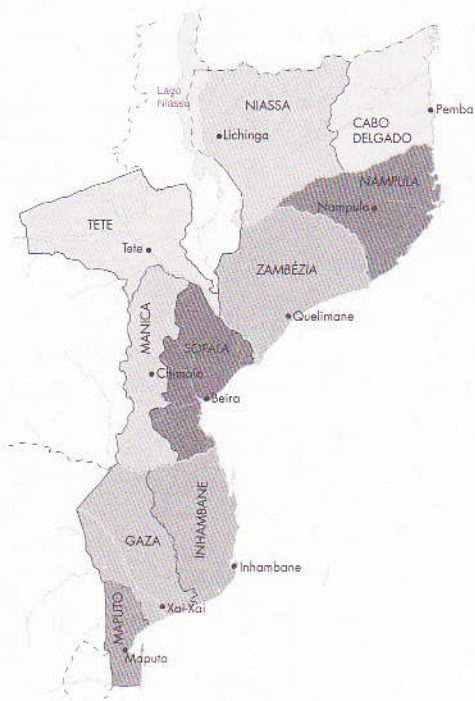 Lago
Niassa
NIASSA
Lichinga
CABO
DELGADO
Pemba
NAMPULA
Nampula
TETE
Tete
ZAMBÉZIA
Quelimane
MANICA
SOFALA
Chimoio
Beira
GAZA
INHAMBANE
Inhambane
Xai-Xai
MAPUTO
Maputo